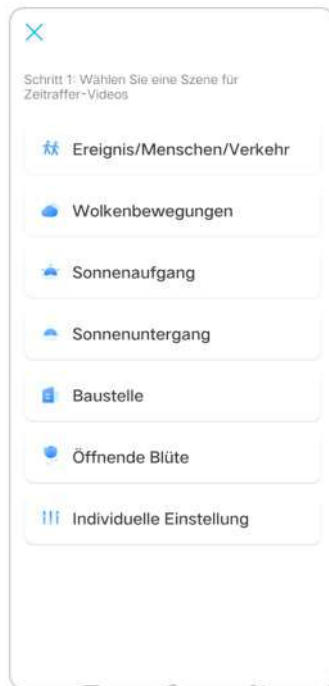 Schritt 1: Wählen Sie eine Szene für
Zeitraffer-Videos
Ereignis/Menschen/Verkehr
Wolkenbewegungen
Sonnenaufgang
Sonnenuntergang
Baustelle
Öffnende Blüte
Individuelle Einstellung